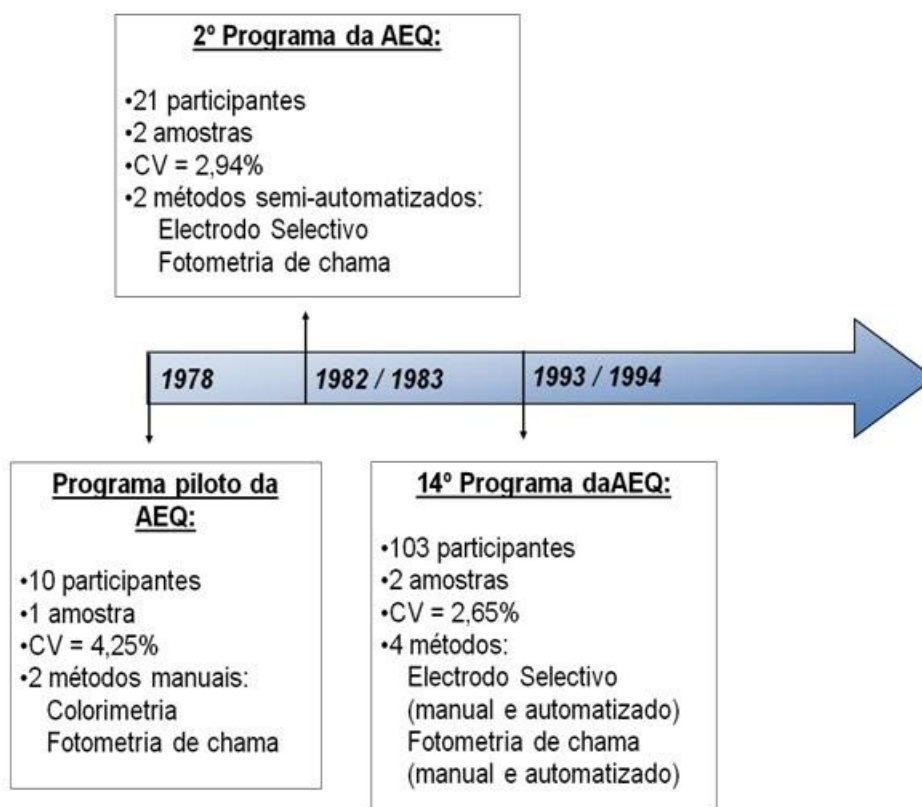 2º Programa da AEQ:
•21 participantes
•2 amostras
•CV = 2,94%
•2 métodos semi-automatizados:
Electrodo Selectivo
Fotometria de chama
1978
1982 / 1983
1993 / 1994
Programa piloto da
AEQ:
•10 participantes
•1 amostra
•CV = 4,25%
•2 métodos manuais:
Colorimetria
Fotometria de chama
14º Programa daAEQ:
•103 participantes
•2 amostras
•CV = 2,65%
•4 métodos:
Electrodo Selectivo
(manual e automatizado)
Fotometria de chama
(manual e automatizado)